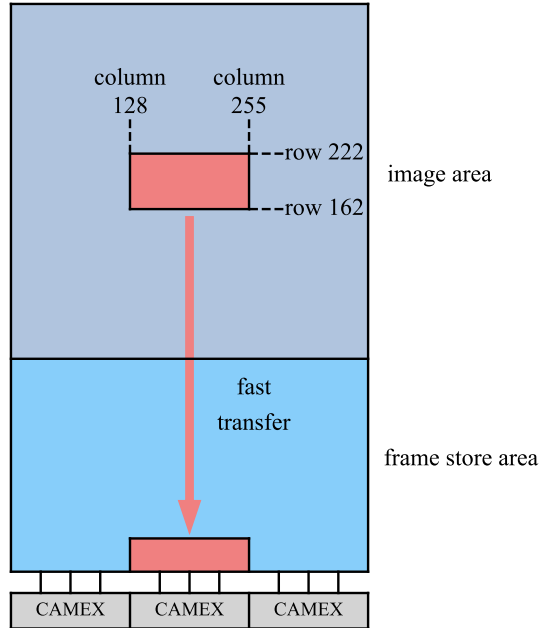 column
128
column
255
row 222
row 162
image area
fast
transfer
frame store area
CAMEX
CAMEX
CAMEX